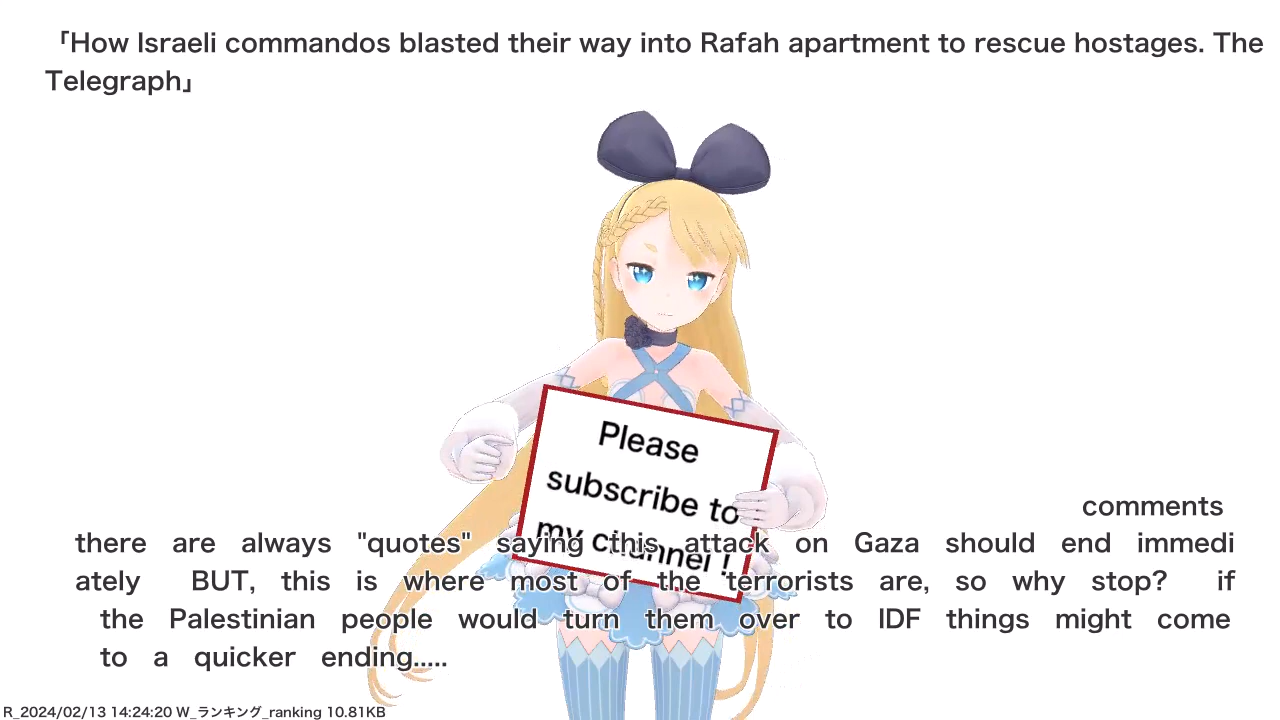 「How Israeli commandos blasted their way into Rafah apartment to rescue hostages. The
Telegraph」
Please
subscribe to
my channel !
comments
there are always "quotes" saying this attack on Gaza should end immedi
ately BUT, this is where most of the terrorists are, so why stop? if
the Palestinian people would turn them over to IDF things might come
to a quicker ending.....
R_2024/02/13 14:24:20 W_ランキング_ranking 10.81KB